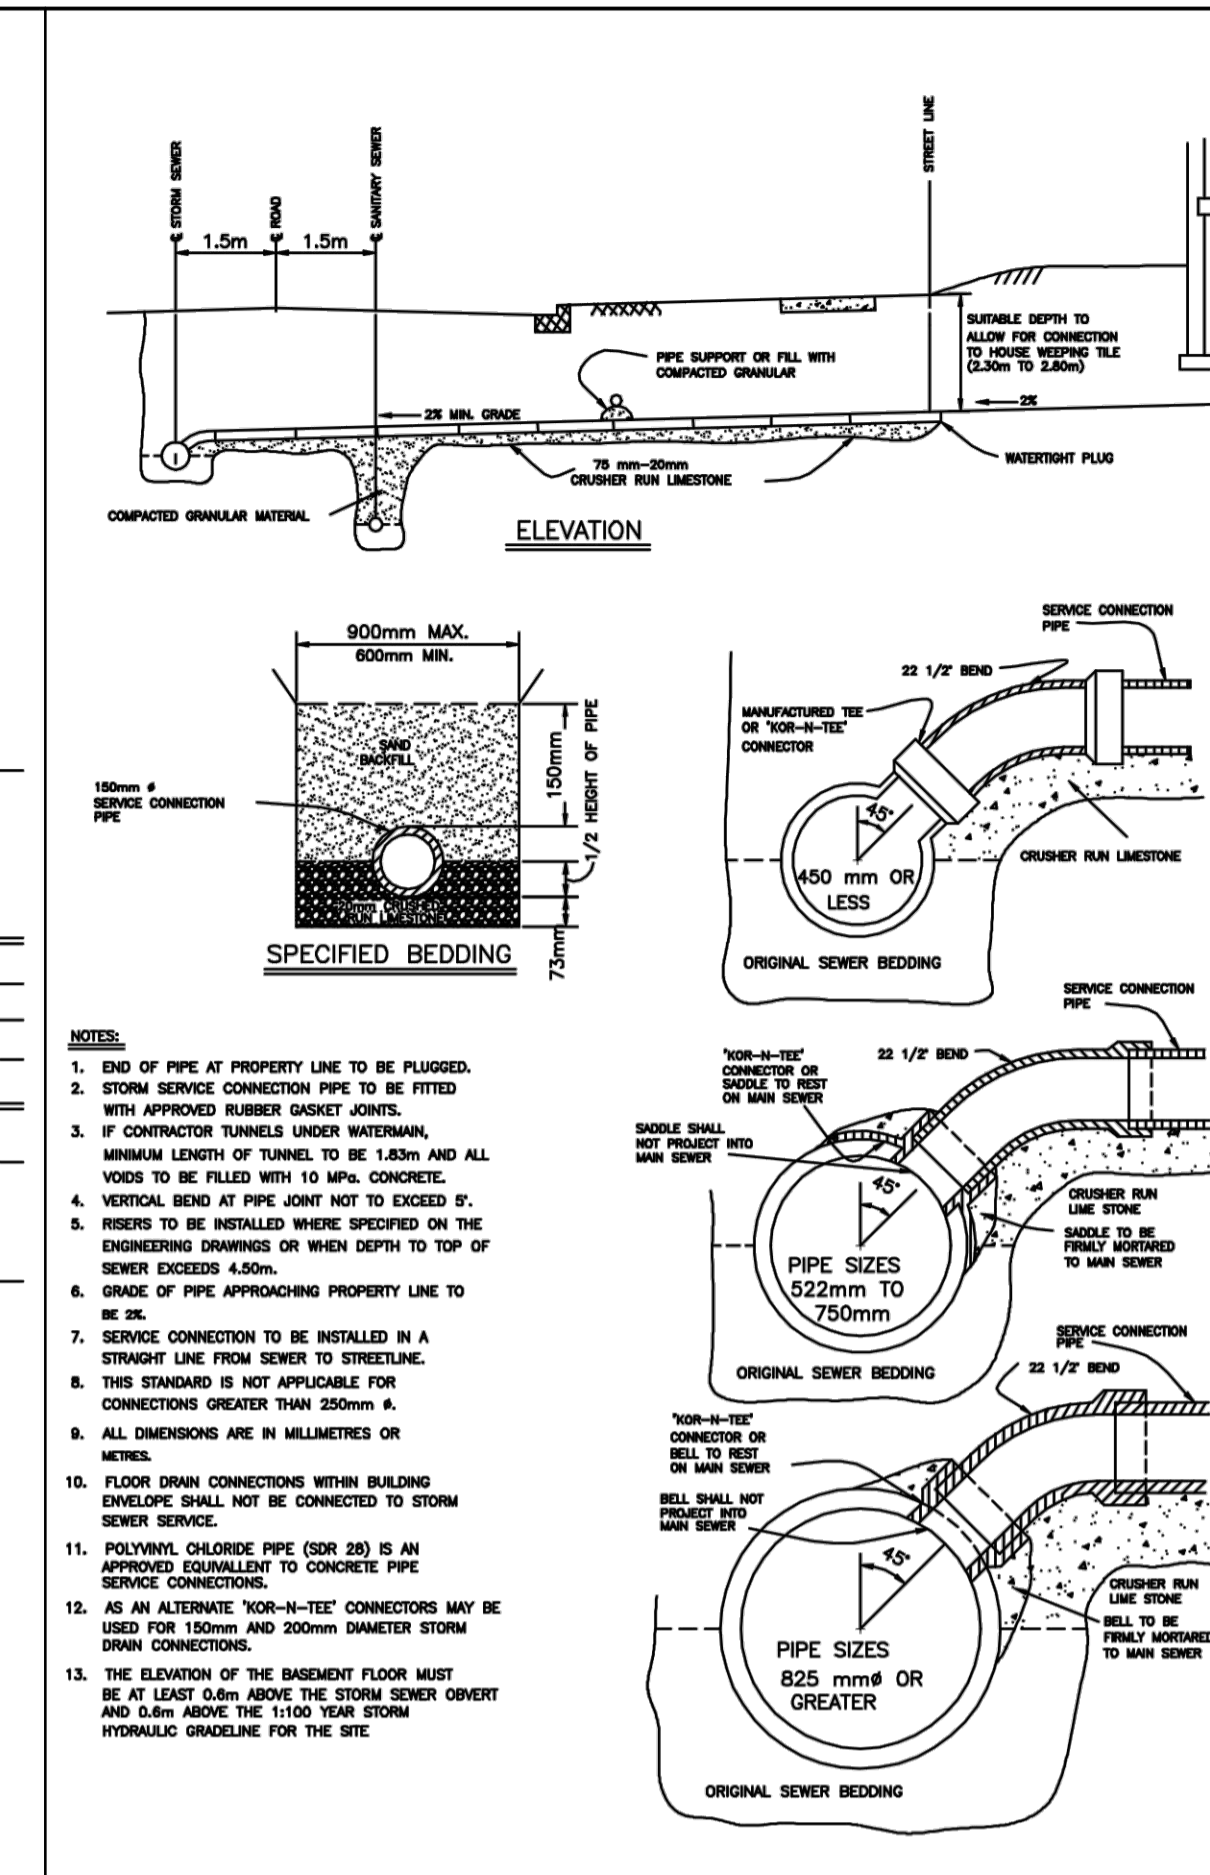 ℄ STORM SEWER
℄ ROAD
℄ SANITARY SEWER
STREET LINE
1.5m
1.5m
SUITABLE DEPTH TO
ALLOW FOR CONNECTION
TO HOUSE WEEPING TILE
(2.30m TO 2.80m)
PIPE SUPPORT OR FILL WITH
COMPACTED GRANULAR
2% MIN. GRADE
2%
75 mm-20mm
CRUSHER RUN LIMESTONE
WATERTIGHT PLUG
COMPACTED GRANULAR MATERIAL
ELEVATION
900mm MAX.
600mm MIN.
SAND
BACKFILL
150mm ø
SERVICE CONNECTION
PIPE
150mm
1/2 HEIGHT OF PIPE
20mm CRUSHED
RUN LIMESTONE
73mm
SPECIFIED BEDDING
SERVICE CONNECTION
PIPE
22 1/2° BEND
MANUFACTURED TEE
OR 'KOR-N-TEE'
CONNECTOR
45°
450 mm OR
LESS
CRUSHER RUN LIMESTONE
ORIGINAL SEWER BEDDING
SERVICE CONNECTION
PIPE
'KOR-N-TEE'
CONNECTOR OR
SADDLE TO REST
ON MAIN SEWER
22 1/2° BEND
SADDLE SHALL
NOT PROJECT INTO
MAIN SEWER
45°
CRUSHER RUN
LIME STONE
SADDLE TO BE
FIRMLY MORTARED
TO MAIN SEWER
PIPE SIZES
522mm TO
750mm
ORIGINAL SEWER BEDDING
SERVICE CONNECTION
PIPE
22 1/2° BEND
'KOR-N-TEE'
CONNECTOR OR
BELL TO REST
ON MAIN SEWER
BELL SHALL NOT
PROJECT INTO
MAIN SEWER
45°
CRUSHER RUN
LIME STONE
BELL TO BE
FIRMLY MORTARED
TO MAIN SEWER
PIPE SIZES
825 mmø OR
GREATER
ORIGINAL SEWER BEDDING
NOTES:
1. END OF PIPE AT PROPERTY LINE TO BE PLUGGED.
2. STORM SERVICE CONNECTION PIPE TO BE FITTED
WITH APPROVED RUBBER GASKET JOINTS.
3. IF CONTRACTOR TUNNELS UNDER WATERMAIN,
MINIMUM LENGTH OF TUNNEL TO BE 1.83m AND ALL
VOIDS TO BE FILLED WITH 10 MPa. CONCRETE.
4. VERTICAL BEND AT PIPE JOINT NOT TO EXCEED 5°.
5. RISERS TO BE INSTALLED WHERE SPECIFIED ON THE
ENGINEERING DRAWINGS OR WHEN DEPTH TO TOP OF
SEWER EXCEEDS 4.50m.
6. GRADE OF PIPE APPROACHING PROPERTY LINE TO
BE 2%.
7. SERVICE CONNECTION TO BE INSTALLED IN A
STRAIGHT LINE FROM SEWER TO STREETLINE.
8. THIS STANDARD IS NOT APPLICABLE FOR
CONNECTIONS GREATER THAN 250mm ø.
9. ALL DIMENSIONS ARE IN MILLIMETRES OR
METRES.
10. FLOOR DRAIN CONNECTIONS WITHIN BUILDING
ENVELOPE SHALL NOT BE CONNECTED TO STORM
SEWER SERVICE.
11. POLYVINYL CHLORIDE PIPE (SDR 28) IS AN
APPROVED EQUIVALLENT TO CONCRETE PIPE
SERVICE CONNECTIONS.
12. AS AN ALTERNATE 'KOR-N-TEE' CONNECTORS MAY BE
USED FOR 150mm AND 200mm DIAMETER STORM
DRAIN CONNECTIONS.
13. THE ELEVATION OF THE BASEMENT FLOOR MUST
BE AT LEAST 0.6m ABOVE THE STORM SEWER OBVERT
AND 0.6m ABOVE THE 1:100 YEAR STORM
HYDRAULIC GRADELINE FOR THE SITE